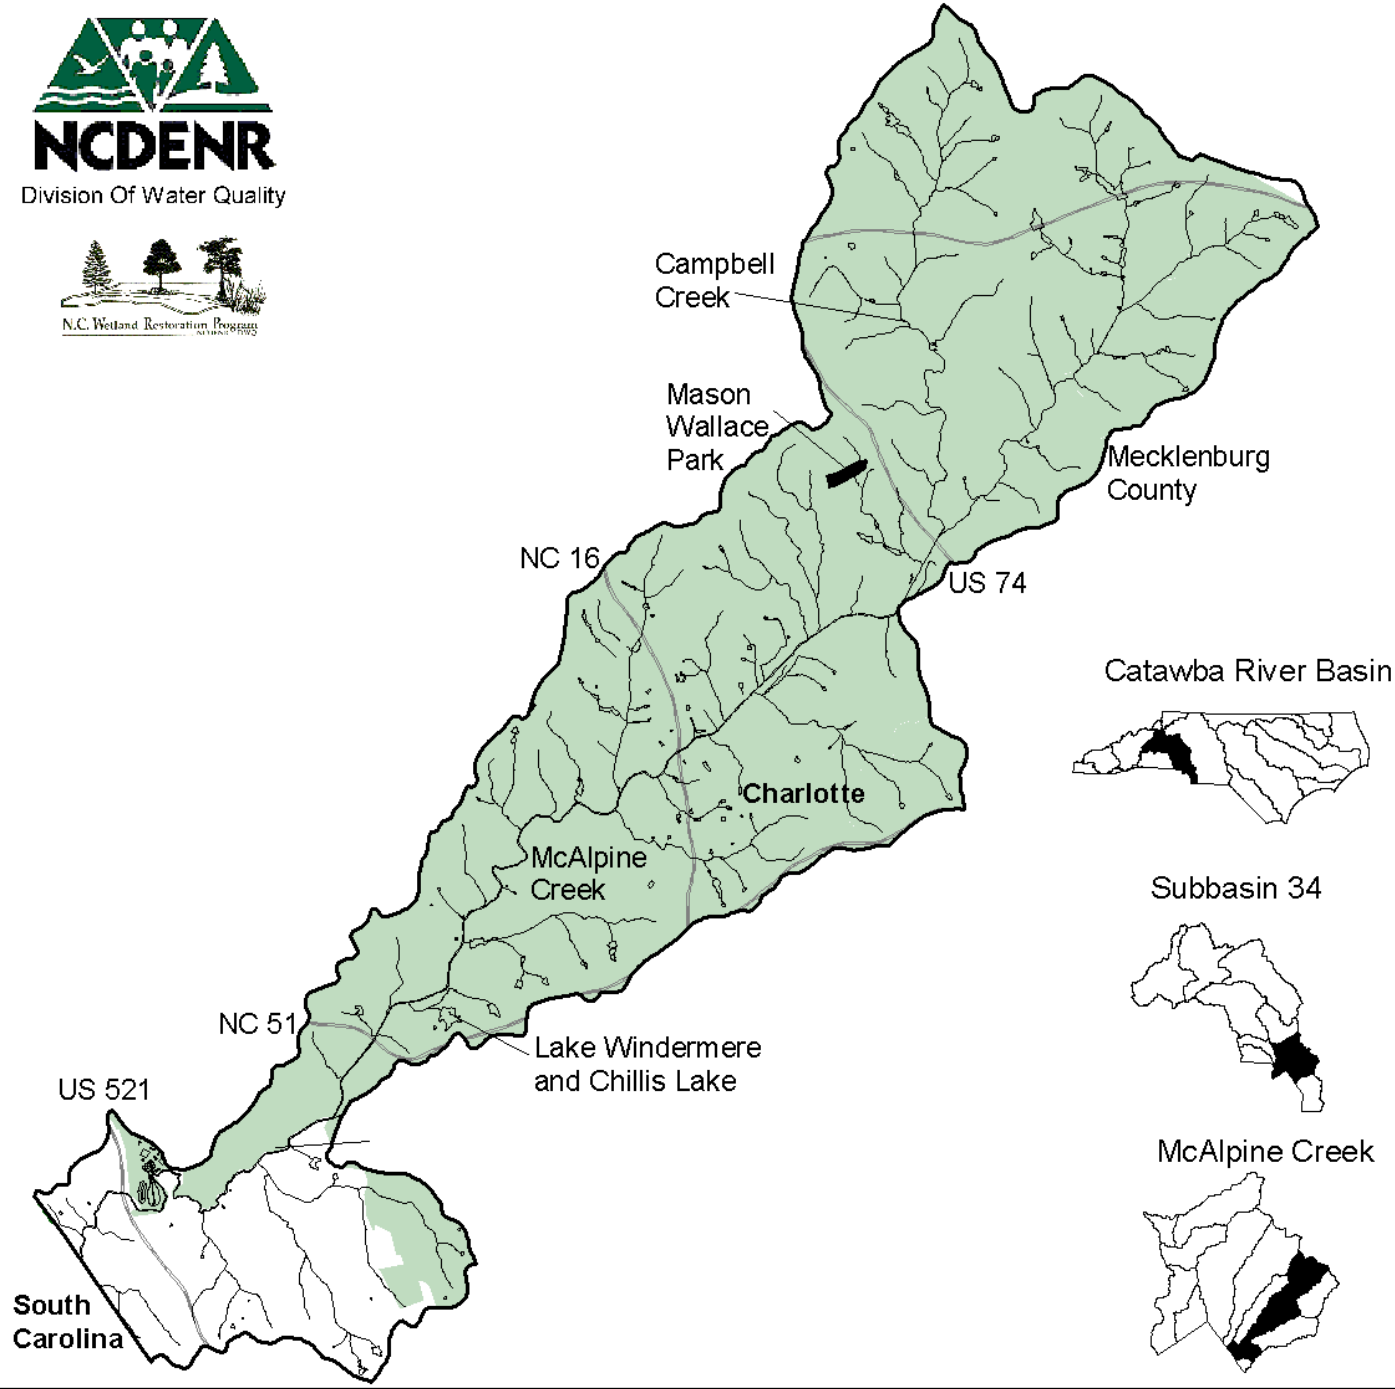 NCDENR
Division Of Water Quality
N.C. Wetland Restoration Program
NCDENR DWQ
Campbell
Creek
Mason
Wallace
Park
Mecklenburg
County
NC 16
US 74
Catawba River Basin
Charlotte
McAlpine
Creek
Subbasin 34
NC 51
Lake Windermere
and Chillis Lake
US 521
McAlpine Creek
South
Carolina